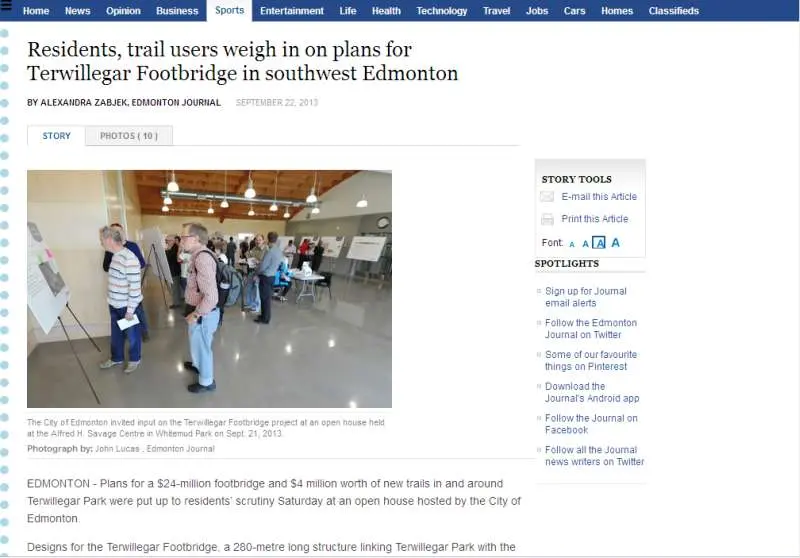 Home News Opinion Business Sports Entertainment Life Health Technology Travel Jobs Cars Homes Classifieds
Residents, trail users weigh in on plans for
Terwillegar Footbridge in southwest Edmonton
BY ALEXANDRA ZABJEK, EDMONTON JOURNAL SEPTEMBER 22, 2013
STORY PHOTOS ( 10 )
The City of Edmonton invited input on the Terwillegar Footbridge project at an open house held
at the Alfred H. Savage Centre in Whitemud Park on Sept. 21, 2013.
Photograph by: John Lucas , Edmonton Journal
EDMONTON - Plans for a $24-million footbridge and $4 million worth of new trails in and around
Terwillegar Park were put up to residents' scrutiny Saturday at an open house hosted by the City of
Edmonton.
Designs for the Terwillegar Footbridge, a 280-metre long structure linking Terwillegar Park with the
STORY TOOLS
E-mail this Article
Print this Article
Font: A A A A
SPOTLIGHTS
Sign up for Journal
email alerts
Follow the Edmonton
Journal on Twitter
Some of our favourite
things on Pinterest
Download the
Journal's Android app
Follow the Journal on
Facebook
Follow all the Journal
news writers on Twitter